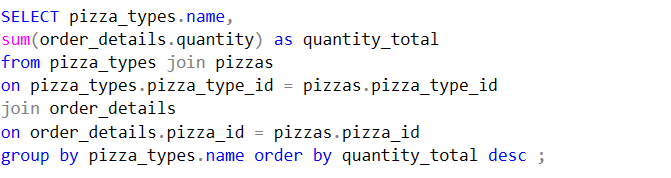 SELECT pizza_types.name,
sum(order_details.quantity) as quantity_total
from pizza_types join pizzas
on pizza_types.pizza_type_id = pizzas.pizza_type_id
join order_details
on order_details.pizza_id = pizzas.pizza_id
group by pizza_types.name order by quantity_total desc ;